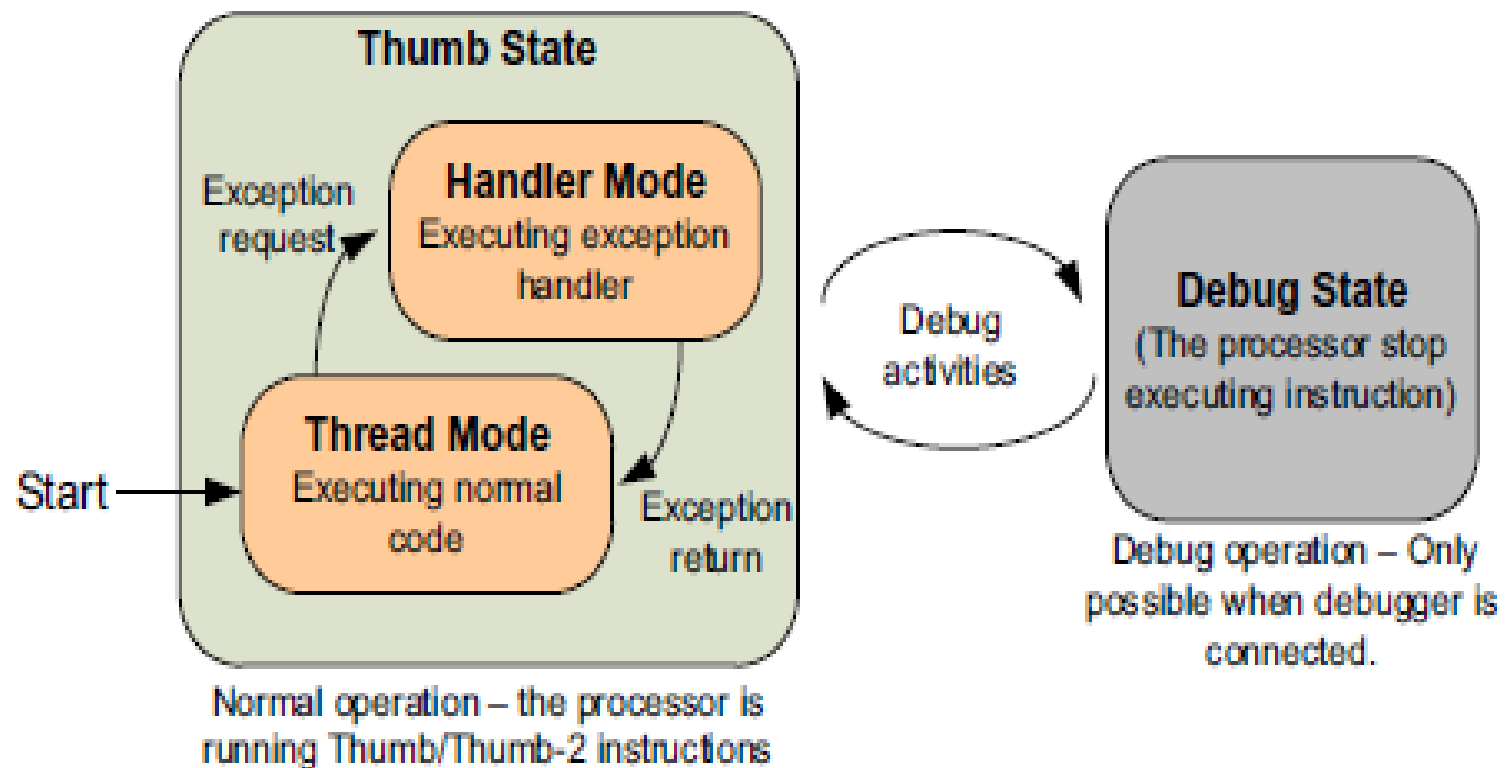 Thumb State
Handler Mode
Executing exception
handler
Exception
request
Thread Mode
Executing normal
code
Start
Exception
return
Normal operation – the processor is
running Thumb/Thumb-2 instructions
Debug
activities
Debug State
(The processor stop
executing instruction)
Debug operation – Only
possible when debugger is
connected.